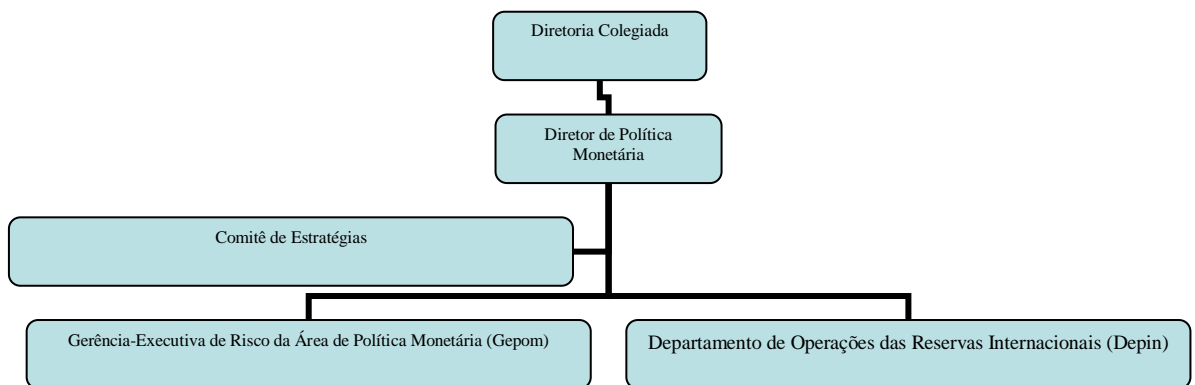 Diretoria Colegiada
Diretor de Política
Monetária
Comitê de Estratégias
Gerência-Executiva de Risco da Área de Política Monetária (Gepom)
Departamento de Operações das Reservas Internacionais (Depin)